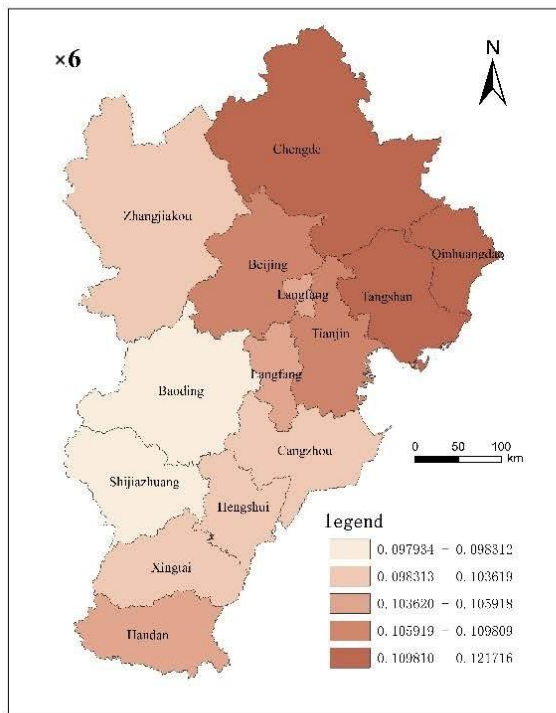 ×6
N
Chengde
Zhangjiakou
Qinhuangdao
Beijing
Langfang
Tangshan
Tianjin
Langfang
Baoding
Cangzhou
Shijiazhuang
Hengshui
Xingtai
Handan
0 50 100
km
legend
0.097934 - 0.098312
0.098313 0.103619
0.103620 - 0.105918
0.105919 - 0.109809
0.109810 0.121716